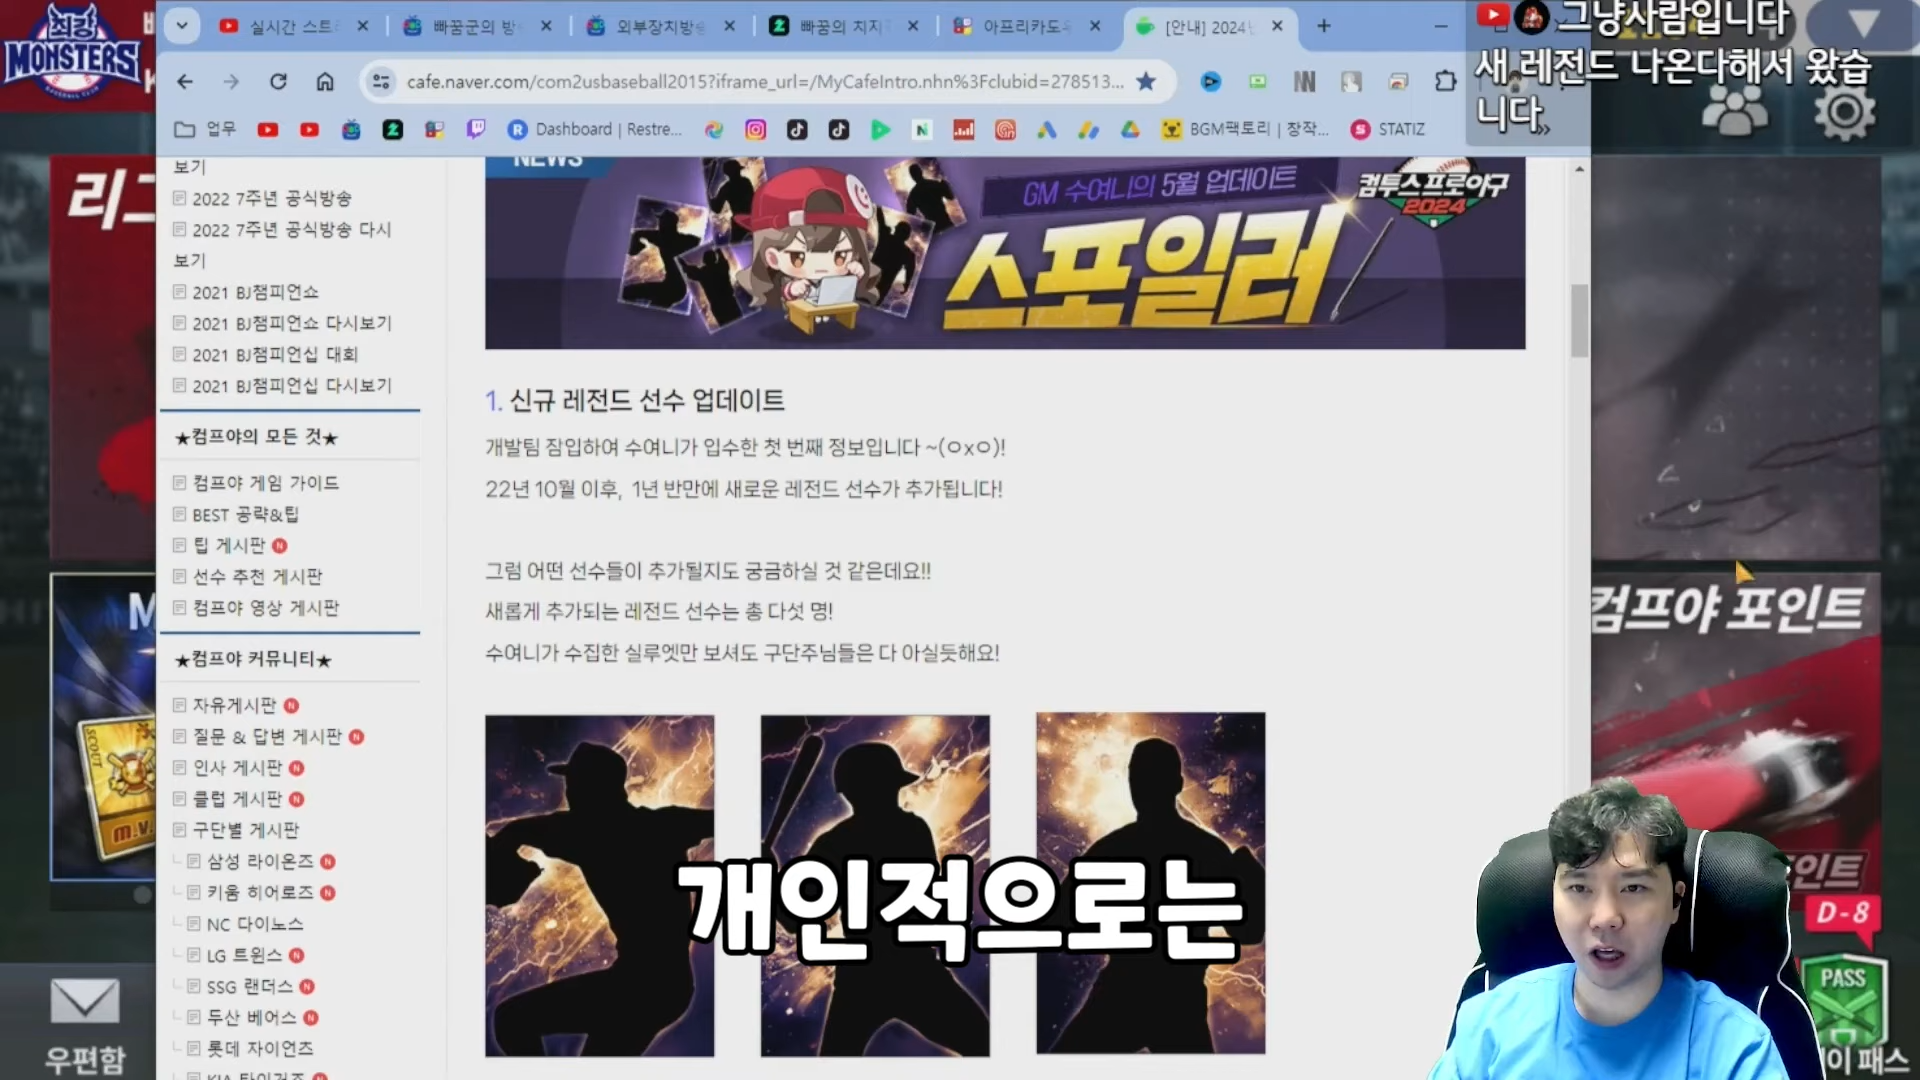 최강
MONSTERS
BASEBALL CLUB
실시간 스트
빠꿈군의 방
외부장치방
빠꿈의 치지
아프리카도
[안내] 2024
그냥사람입니다
새 레전드 나온다해서 왔습
니다
cafe.naver.com/com2usbaseball2015?iframe_url=/MyCafeIntro.nhn%3Fclubid=278513...
업무
Dashboard | Restre...
BGM팩토리 | 창작...
STATIZ
보기
2022 7주년 공식방송
2022 7주년 공식방송 다시
보기
2021 BJ챔피언쇼
2021 BJ챔피언쇼 다시보기
2021 BJ챔피언십 대회
2021 BJ챔피언십 다시보기
★컴프야의 모든 것★
컴프야 게임 가이드
BEST 공략&팁
팁 게시판 N
선수 추천 게시판
컴프야 영상 게시판
★컴프야 커뮤니티★
자유게시판 N
질문 & 답변 게시판 N
인사 게시판 N
클럽 게시판 N
구단별 게시판
삼성 라이온즈 N
키움 히어로즈 N
NC 다이노스
LG 트윈스 N
SSG 랜더스 N
두산 베어스 N
롯데 자이언츠
KIA 타이거즈
NEWS
GM 수여니의 5월 업데이트
스포일러
컴투스프로야구
2024
1. 신규 레전드 선수 업데이트
개발팀 잠입하여 수여니가 입수한 첫 번째 정보입니다 ~(ㅇxㅇ)!
22년 10월 이후, 1년 반만에 새로운 레전드 선수가 추가됩니다!
그럼 어떤 선수들이 추가될지도 궁금하실 것 같은데요!!
새롭게 추가되는 레전드 선수는 총 다섯 명!
수여니가 수집한 실루엣만 보셔도 구단주님들은 다 아실듯해요!
개인적으로는
리그
M
SCOUT
M.V.
우편함
컴프야 포인트
포인트
D-8
PASS
이 패스